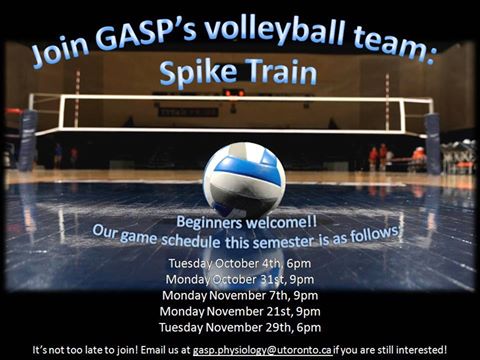 Join GASP's volleyball team:
Spike Train
Beginners welcome!!
Our game schedule this semester is as follows
Tuesday October 4th, 6pm
Monday October 31st, 9pm
Monday November 7th, 9pm
Monday November 21st, 9pm
Tuesday November 29th, 6pm
It's not too late to join! Email us at gasp.physiology@utoronto.ca if you are still interested!